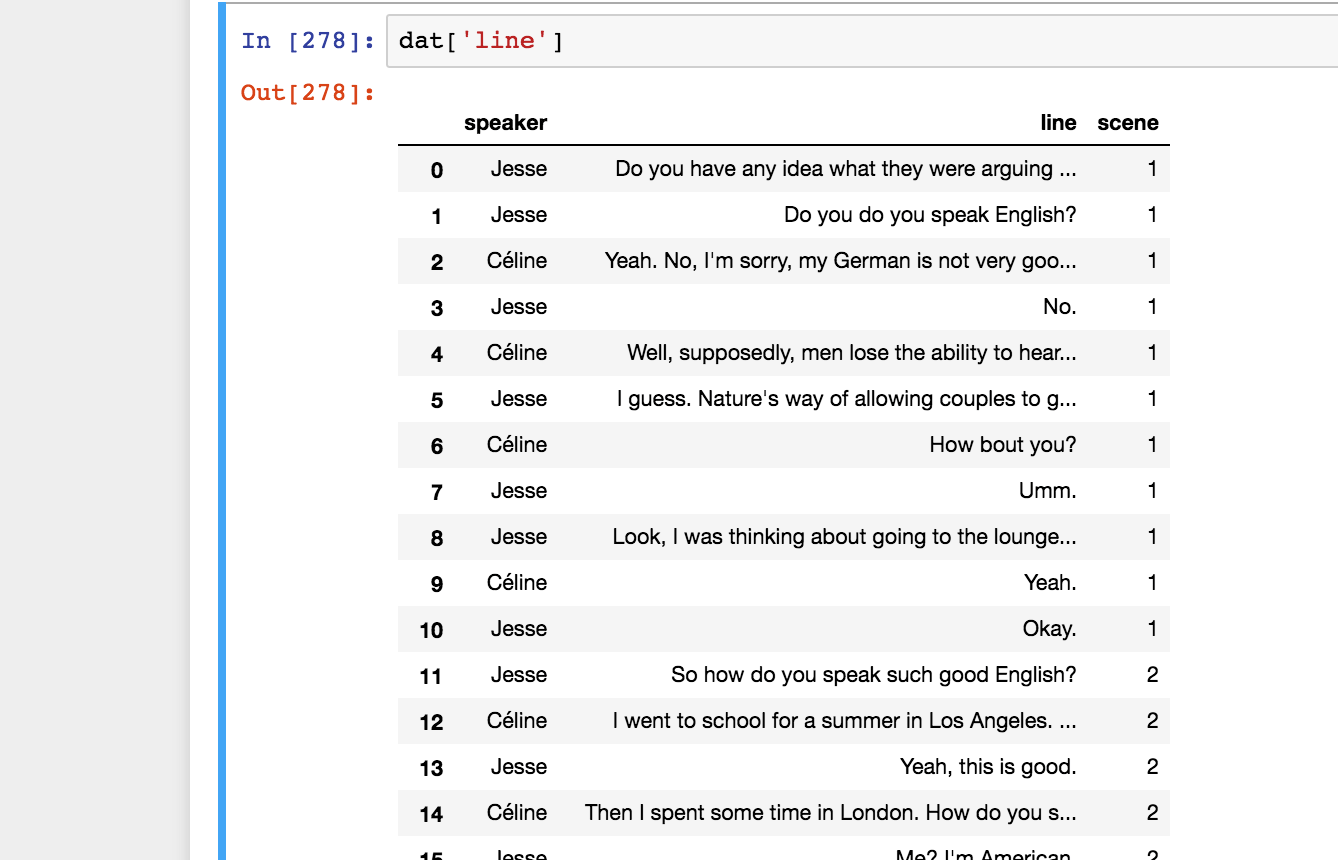 In [278]: dat['line']
Out[278]:
speaker line scene
0 Jesse Do you have any idea what they were arguing ... 1
1 Jesse Do you do you speak English? 1
2 Céline Yeah. No, I'm sorry, my German is not very goo... 1
3 Jesse No. 1
4 Céline Well, supposedly, men lose the ability to hear... 1
5 Jesse I guess. Nature's way of allowing couples to g... 1
6 Céline How bout you? 1
7 Jesse Umm. 1
8 Jesse Look, I was thinking about going to the lounge... 1
9 Céline Yeah. 1
10 Jesse Okay. 1
11 Jesse So how do you speak such good English? 2
12 Céline I went to school for a summer in Los Angeles. ... 2
13 Jesse Yeah, this is good. 2
14 Céline Then I spent some time in London. How do you s... 2
15 Jesse Me? I'm American. 2